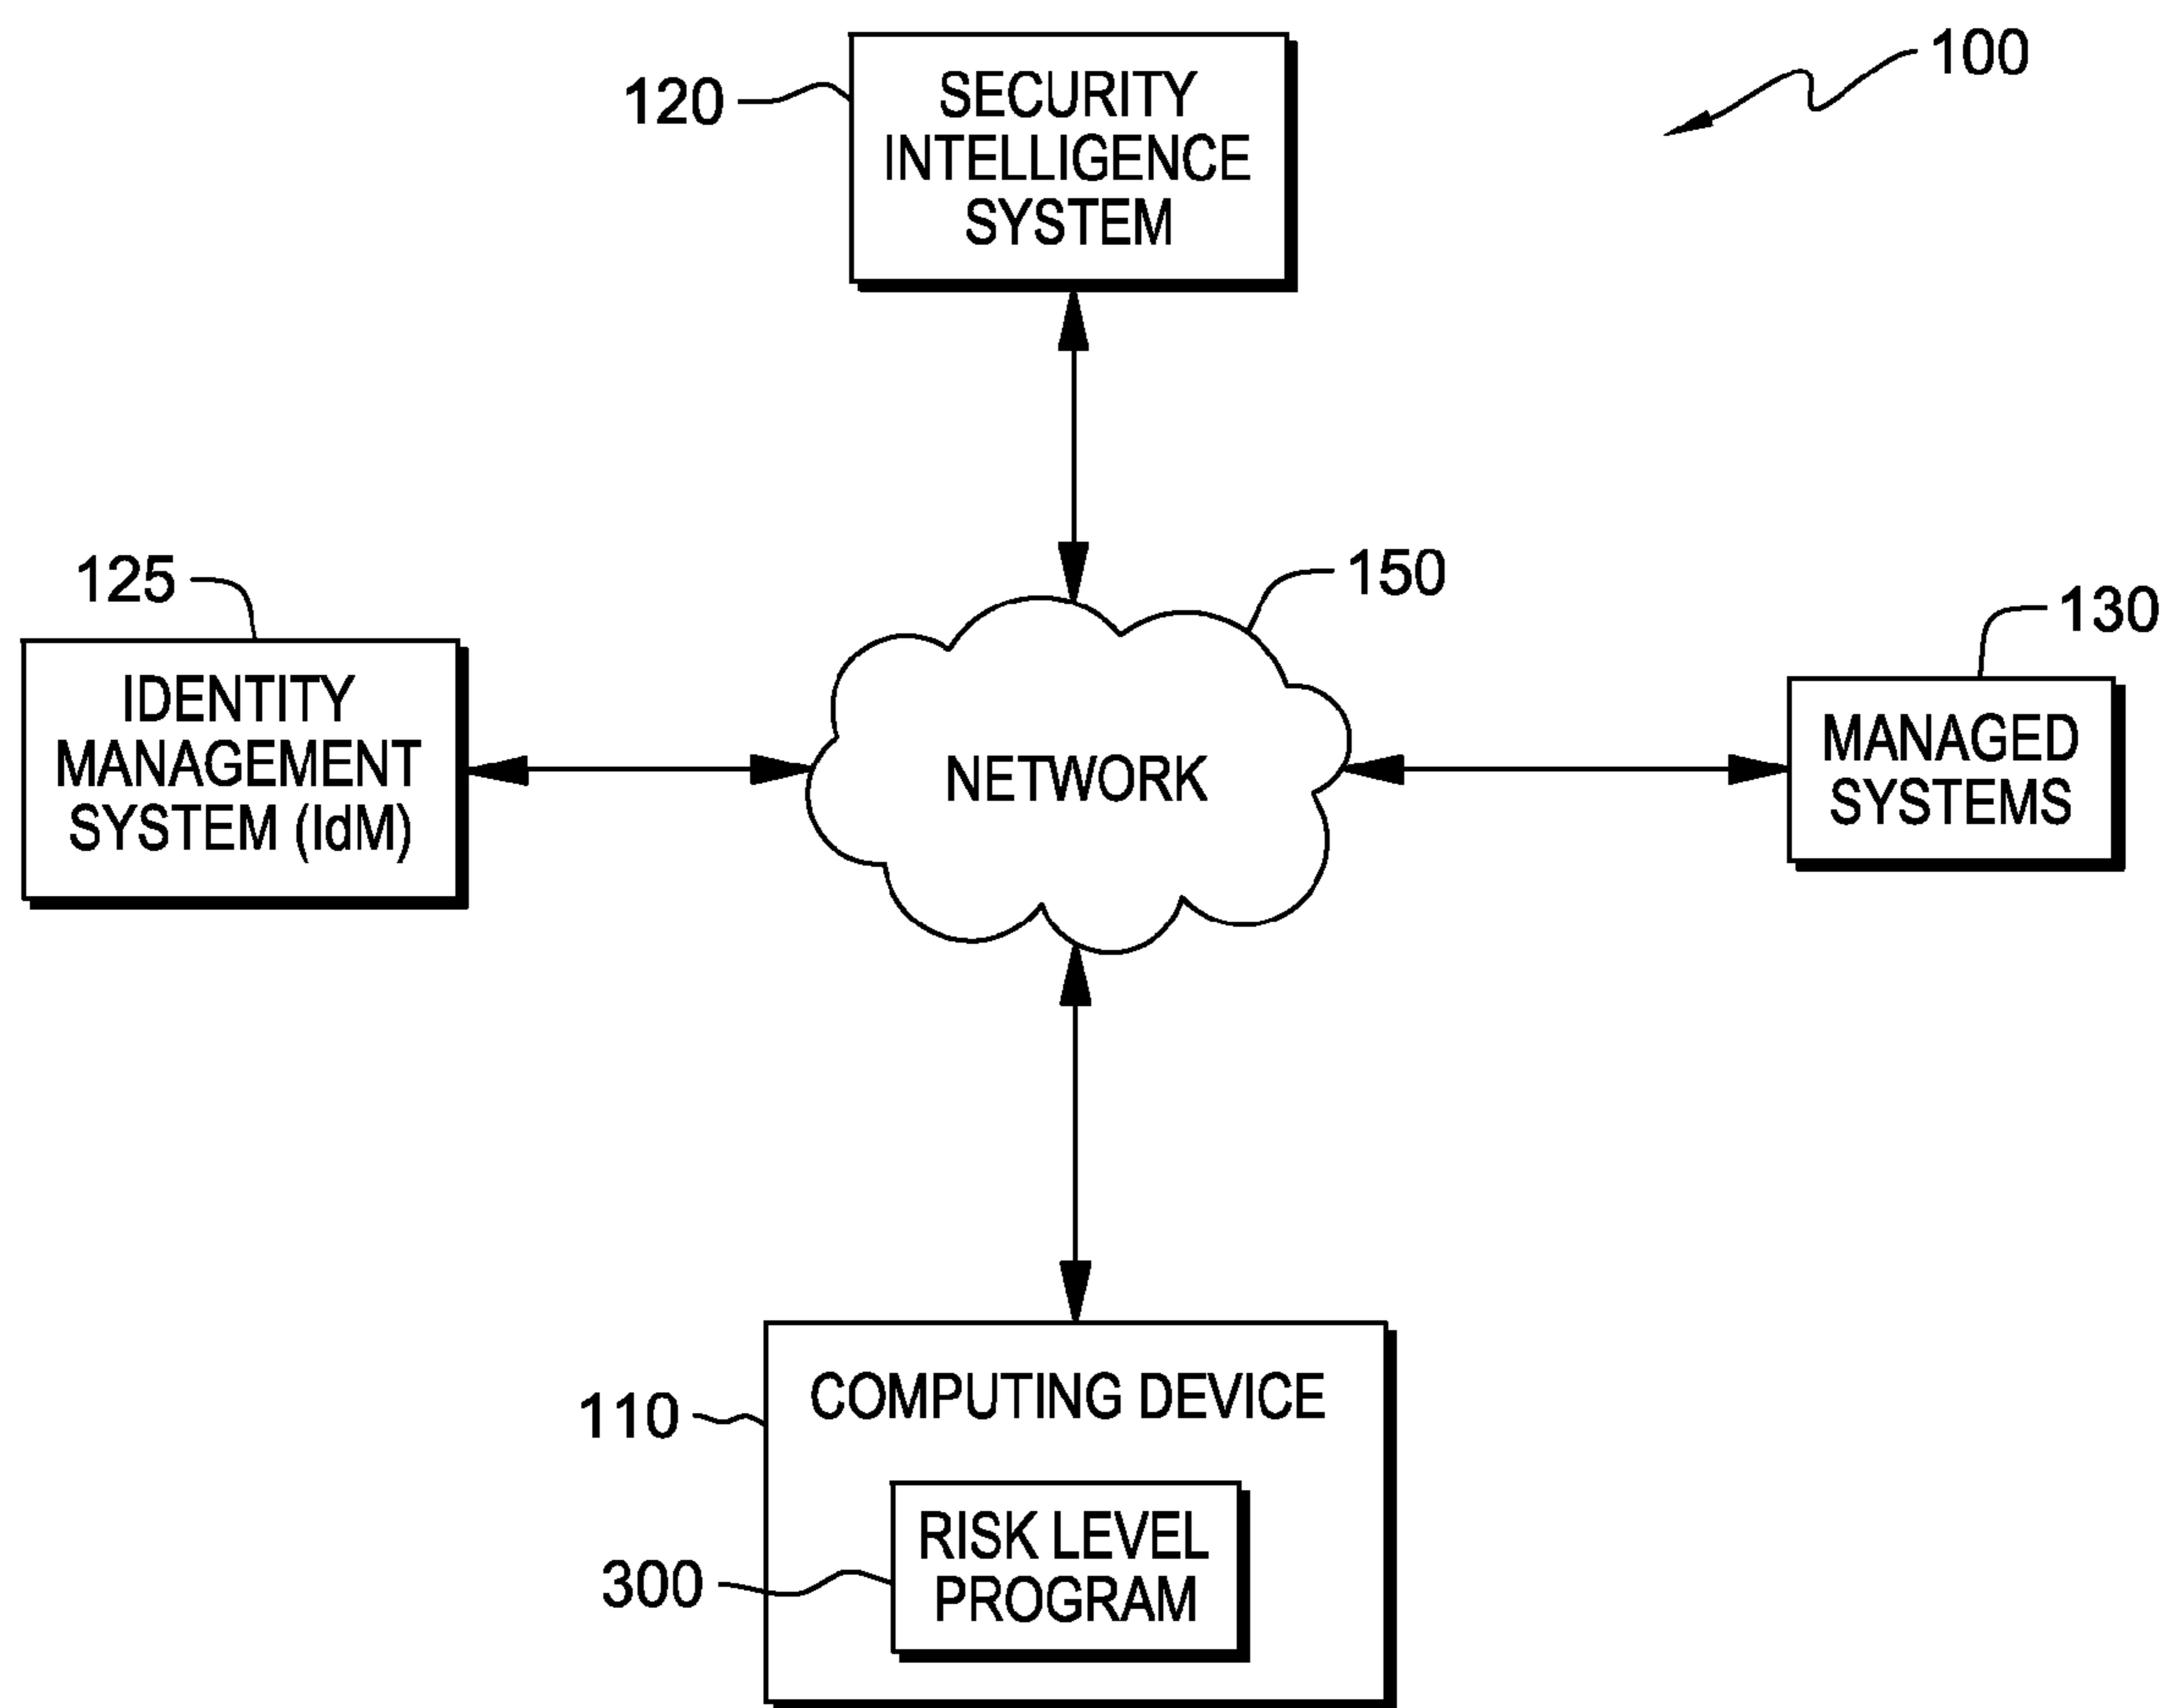 100
120
SECURITY
INTELLIGENCE
SYSTEM
125
150
130
IDENTITY
MANAGEMENT
SYSTEM (IdM)
NETWORK
MANAGED
SYSTEMS
110
COMPUTING DEVICE
300
RISK LEVEL
PROGRAM